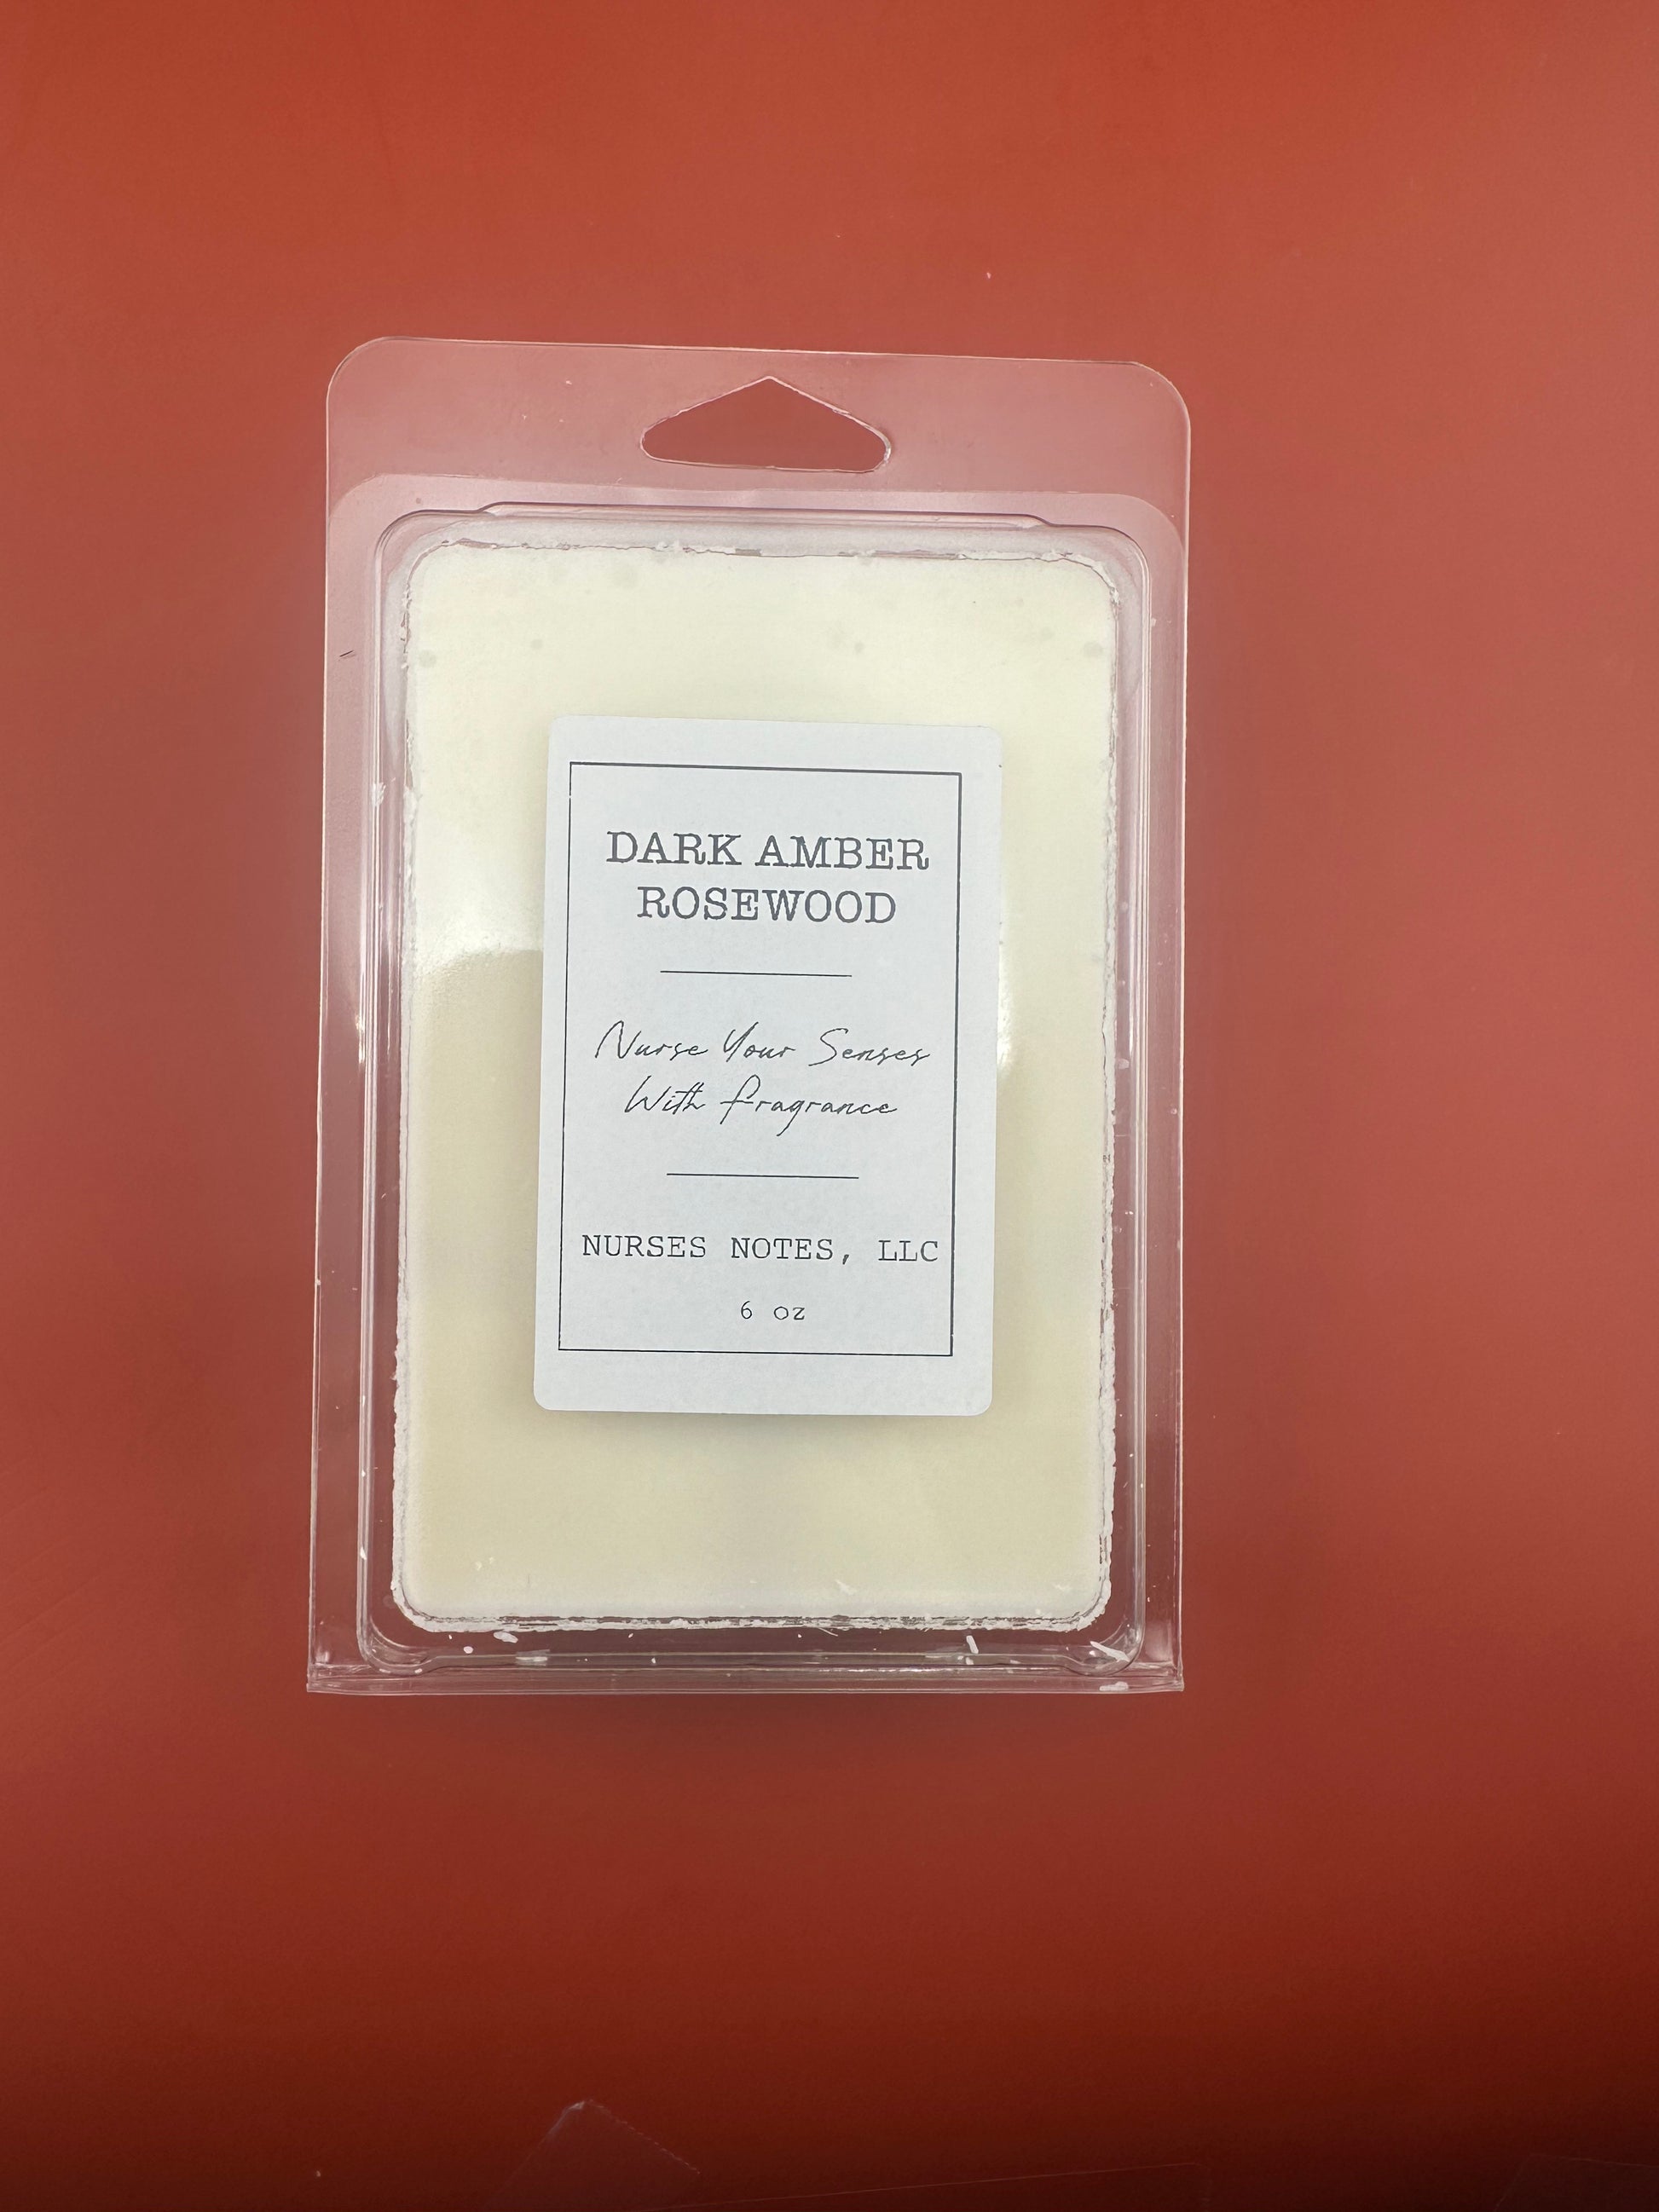 DARK AMBER
ROSEWOOD
Nurse Your Senses
With fragrance
NURSES NOTES, LLC
6 oz